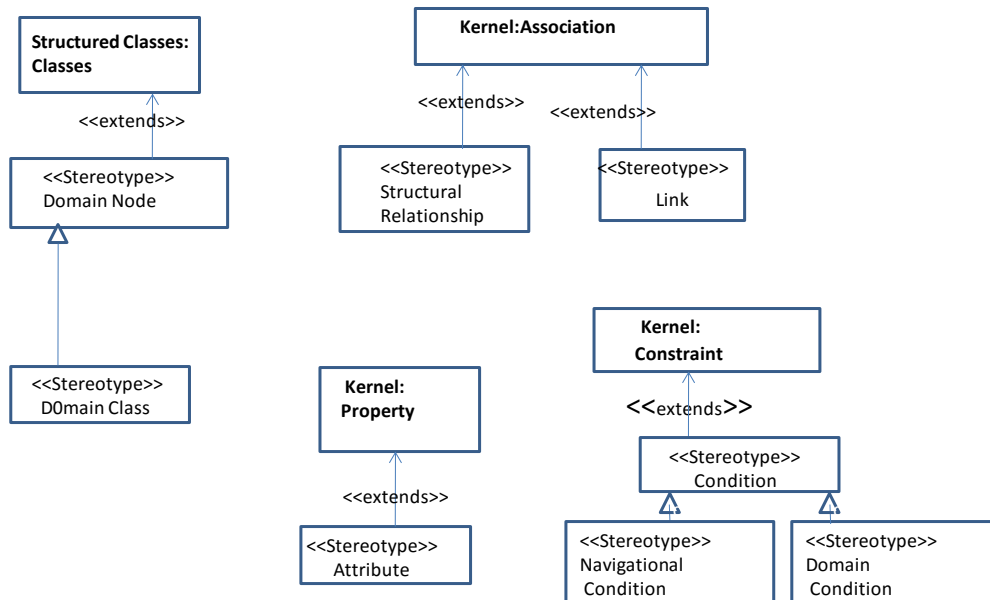 Structured Classes:
Classes
<<extends>>
<<Stereotype>>
Domain Node
<<Stereotype>>
D0main Class
Kernel:Association
<<extends>>
<<extends>>
<<Stereotype>>
Structural
Relationship
<<Stereotype>>
Link
Kernel:
Property
<<extends>>
<<Stereotype>>
Attribute
Kernel:
Constraint
<<extends>>
<<Stereotype>>
Condition
<<Stereotype>>
Navigational
Condition
<<Stereotype>>
Domain
Condition